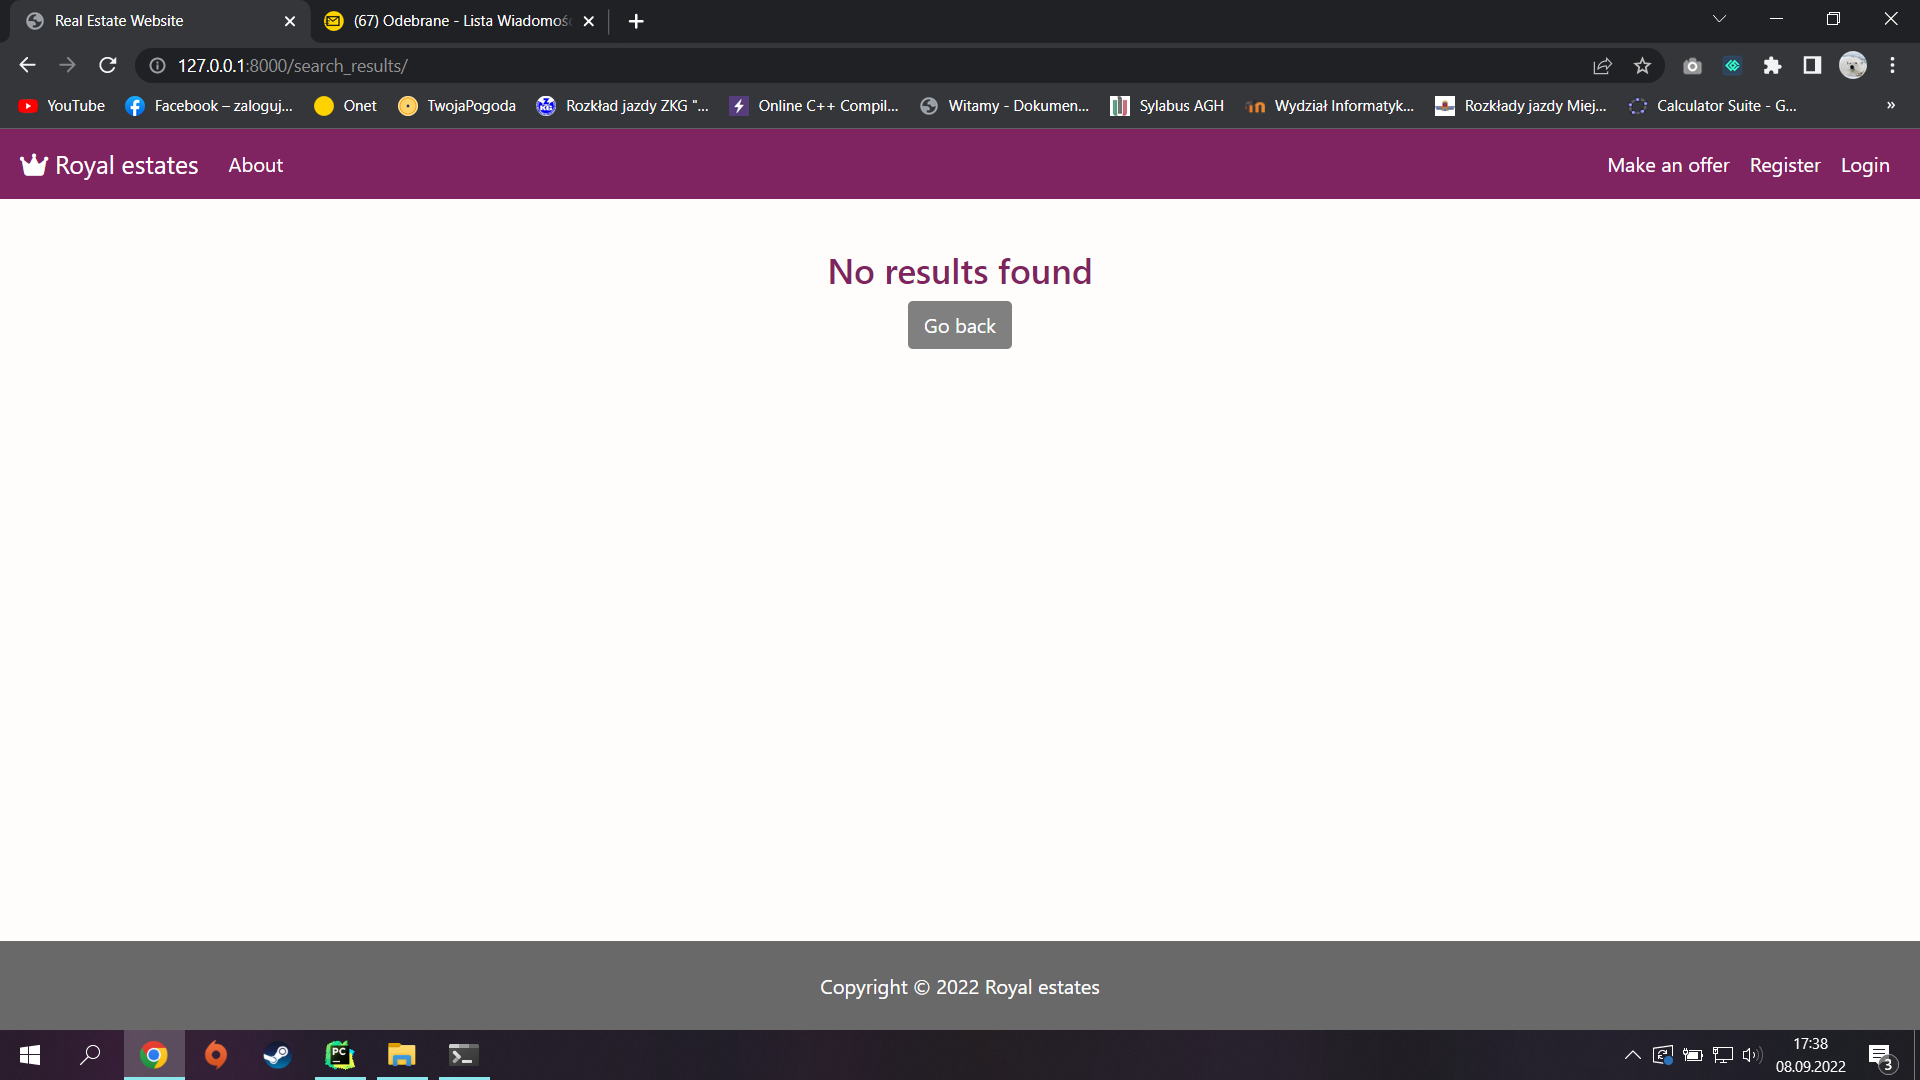 Real Estate Website
(67) Odebrane - Lista Wiadomoś
127.0.0.1:8000/search_results/
YouTube
Facebook – zaloguj...
Onet
TwojaPogoda
Rozkład jazdy ZKG "...
Online C++ Compil...
Witamy - Dokumen...
Sylabus AGH
Wydział Informatyk...
Rozkłady jazdy Miej...
Calculator Suite - G...
»
Royal estates
About
Make an offer
Register
Login
No results found
Go back
Copyright © 2022 Royal estates
PC
17:38
08.09.2022
3